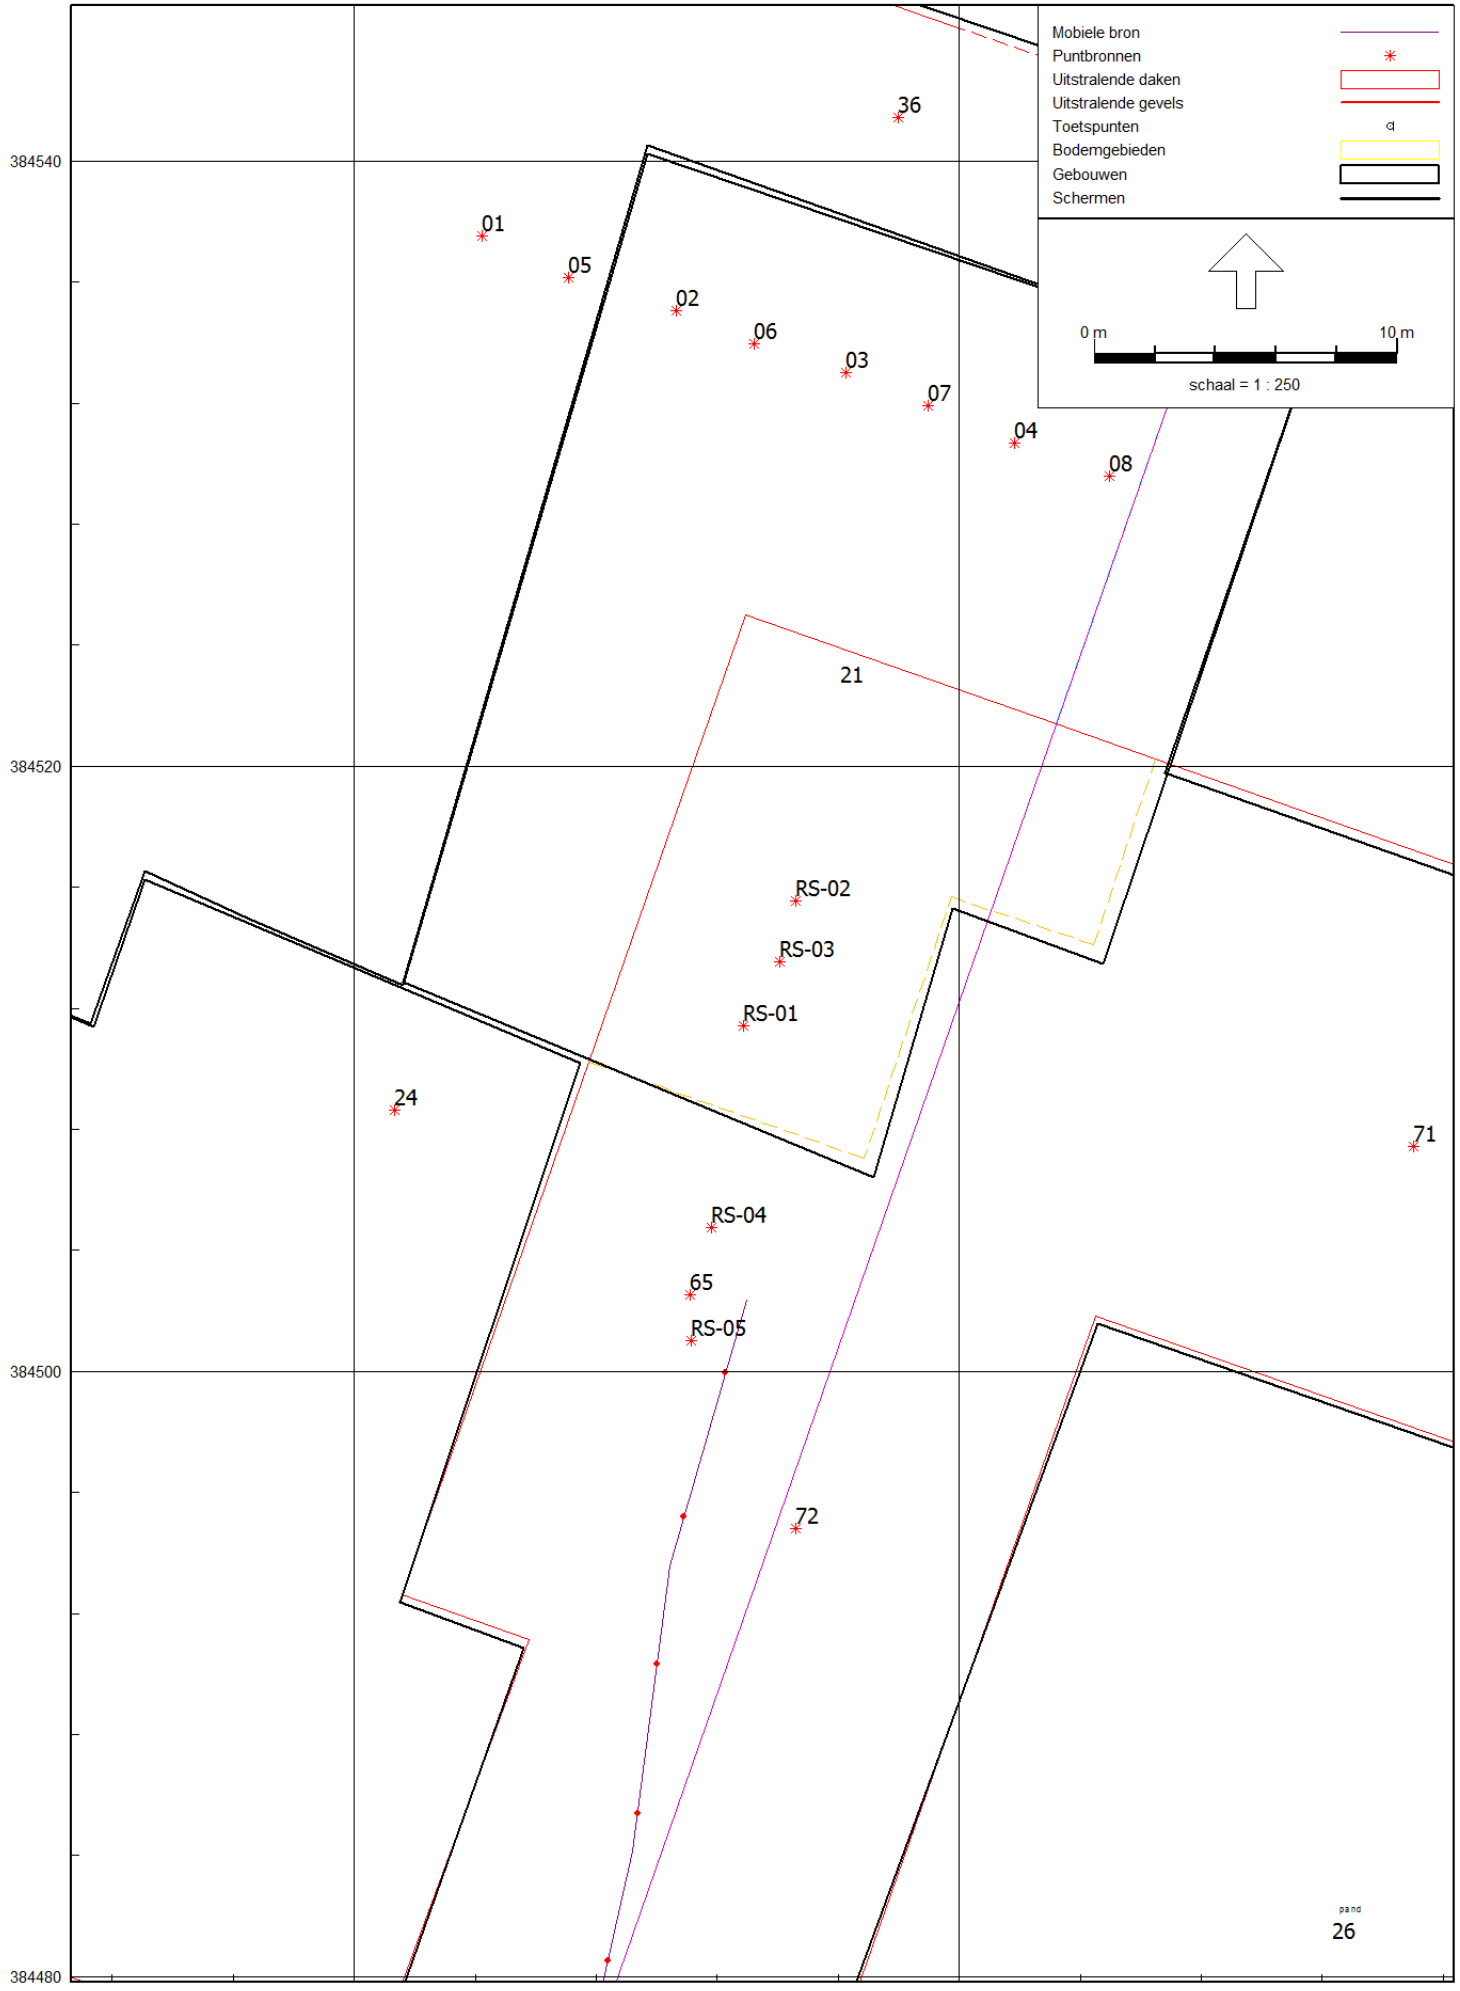 Mobiele bron
Puntbronnen
Uitstralende daken
Uitstralende gevels
Toetspunten
Bodemgebieden
Gebouwen
Schermen
0 m 10 m
schaal = 1 : 250
36
384540
01
05
02
06
03
07
04
08
21
384520
RS-02
RS-03
RS-01
24
71
RS-04
65
RS-05
384500
72
pand
26
384480